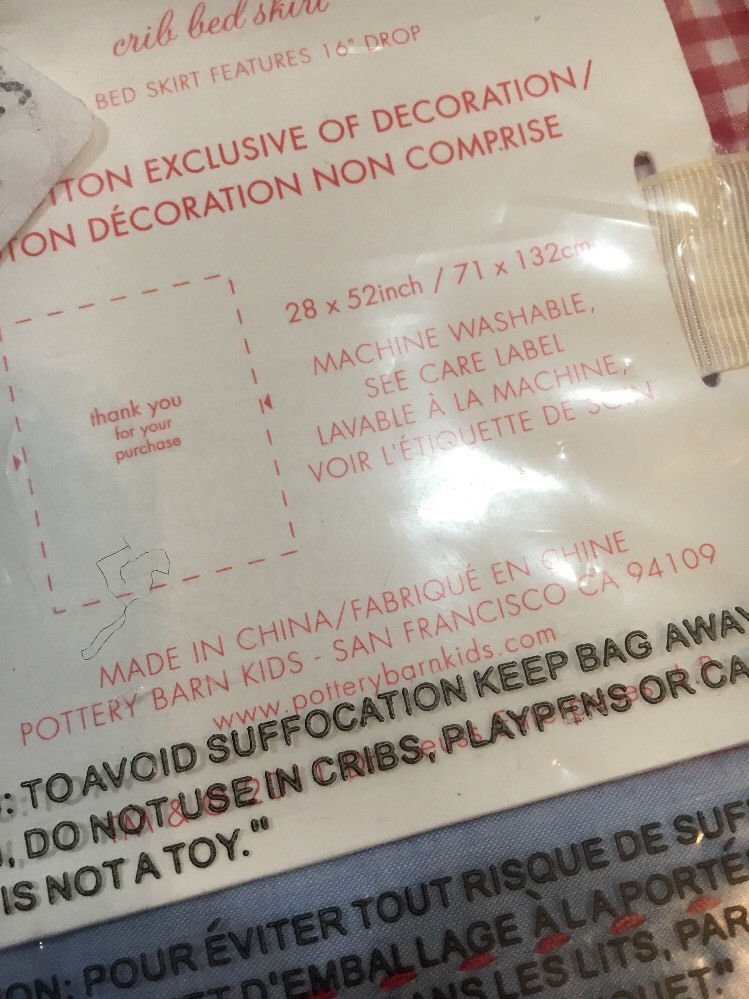 crib bed skirt
BED SKIRT FEATURES 16" DROP
TTON EXCLUSIVE OF DECORATION/
TON DÉCORATION NON COMPRISE
28 x 52inch / 71 x 132cm
MACHINE WASHABLE,
SEE CARE LABEL
LAVABLE À LA MACHINE,
VOIR L'ÉTIQUETTE DE SOIN
thank you
for your
purchase
MADE IN CHINA/FABRIQUÉ EN CHINE
POTTERY BARN KIDS - SAN FRANCISCO CA 94109
www.potterybarnkids.com
: TO AVOID SUFFOCATION KEEP BAG AWAY
, DO NOT USE IN CRIBS, PLAYPENS OR CA
IS NOT A TOY."
ON: POUR ÉVITER TOUT RISQUE DE SUF
ET D'EMBALLAGE À LA PORTÉ
ANS LES LITS, PAR
UET."